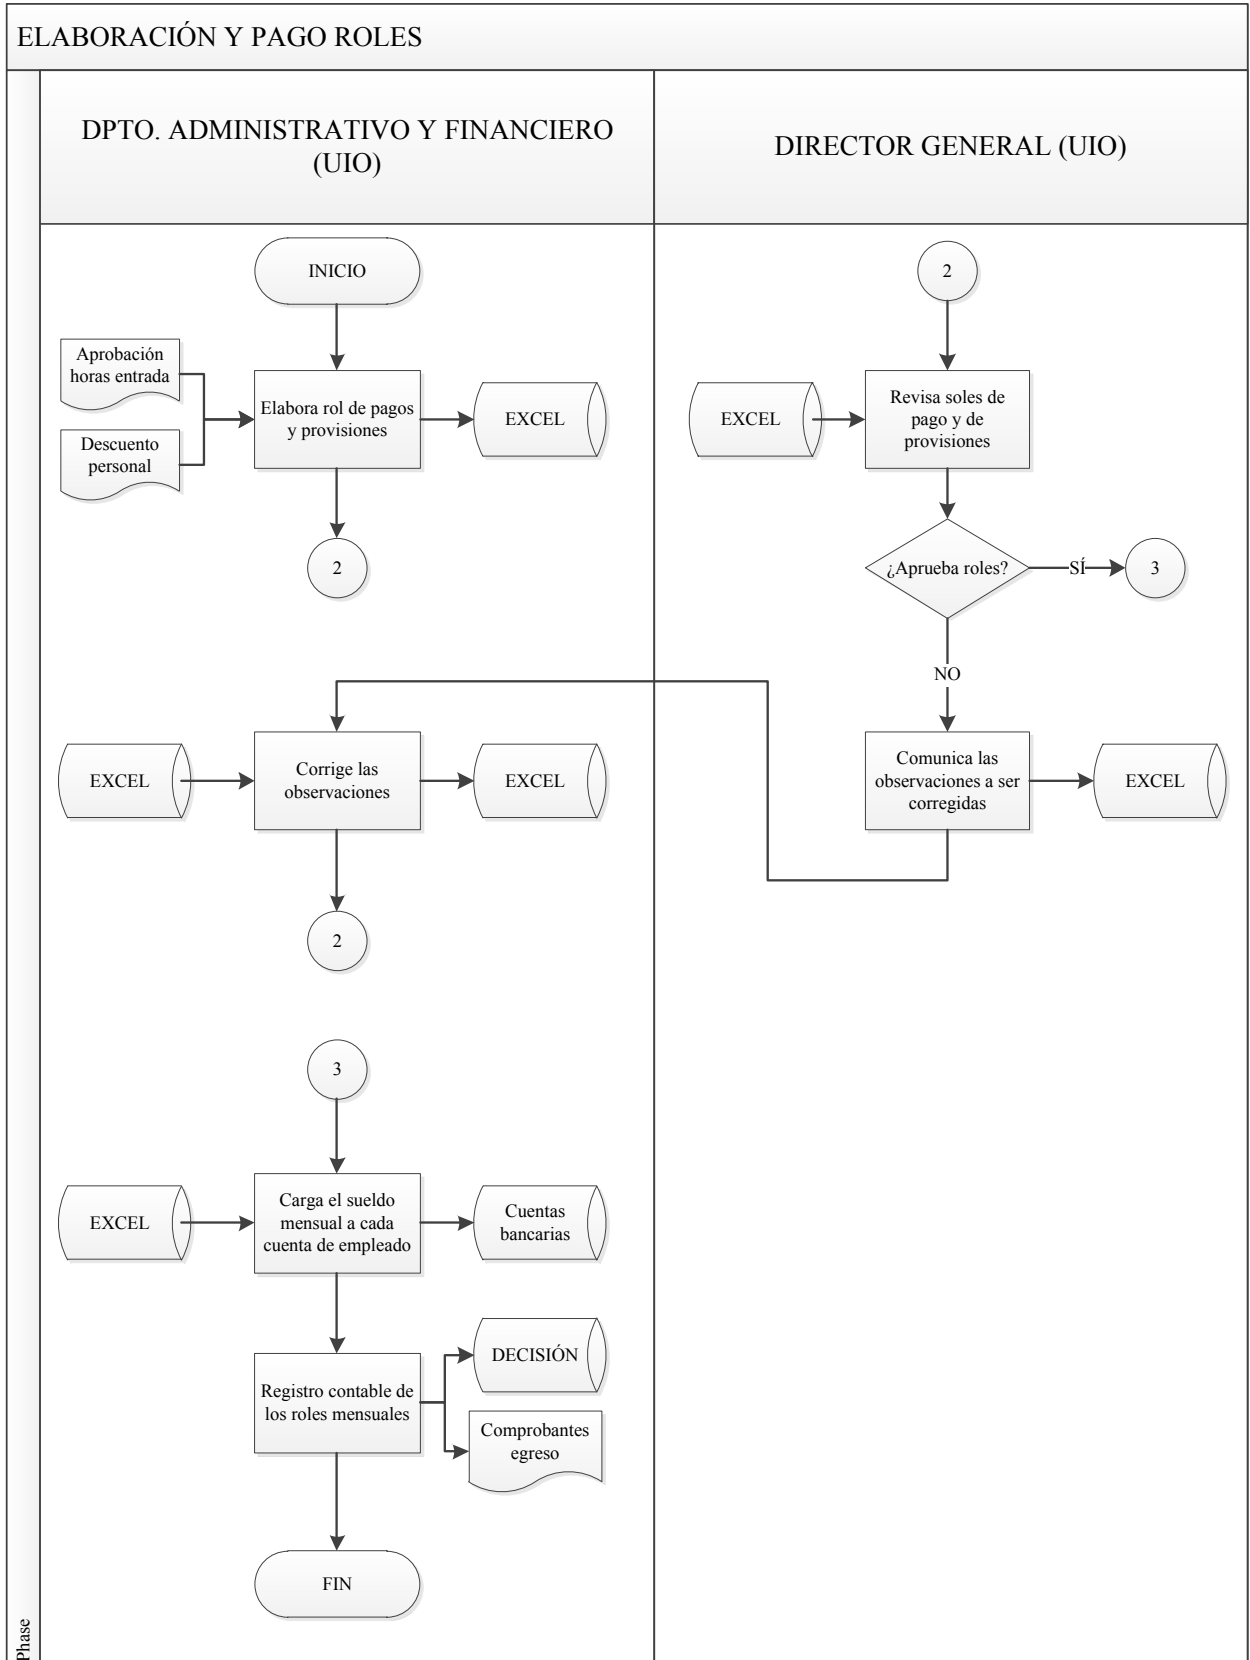 ELABORACIÓN Y PAGO ROLES
DPTO. ADMINISTRATIVO Y FINANCIERO
(UIO)
DIRECTOR GENERAL (UIO)
INICIO
Aprobación
horas entrada
Descuento
personal
Elabora rol de pagos
y provisiones
EXCEL
2
2
EXCEL
Revisa soles de
pago y de
provisiones
¿Aprueba roles?
SÍ
3
NO
Comunica las
observaciones a ser
corregidas
EXCEL
EXCEL
Corrige las
observaciones
EXCEL
2
3
EXCEL
Carga el sueldo
mensual a cada
cuenta de empleado
Cuentas
bancarias
Registro contable de
los roles mensuales
DECISIÓN
Comprobantes
egreso
FIN
Phase